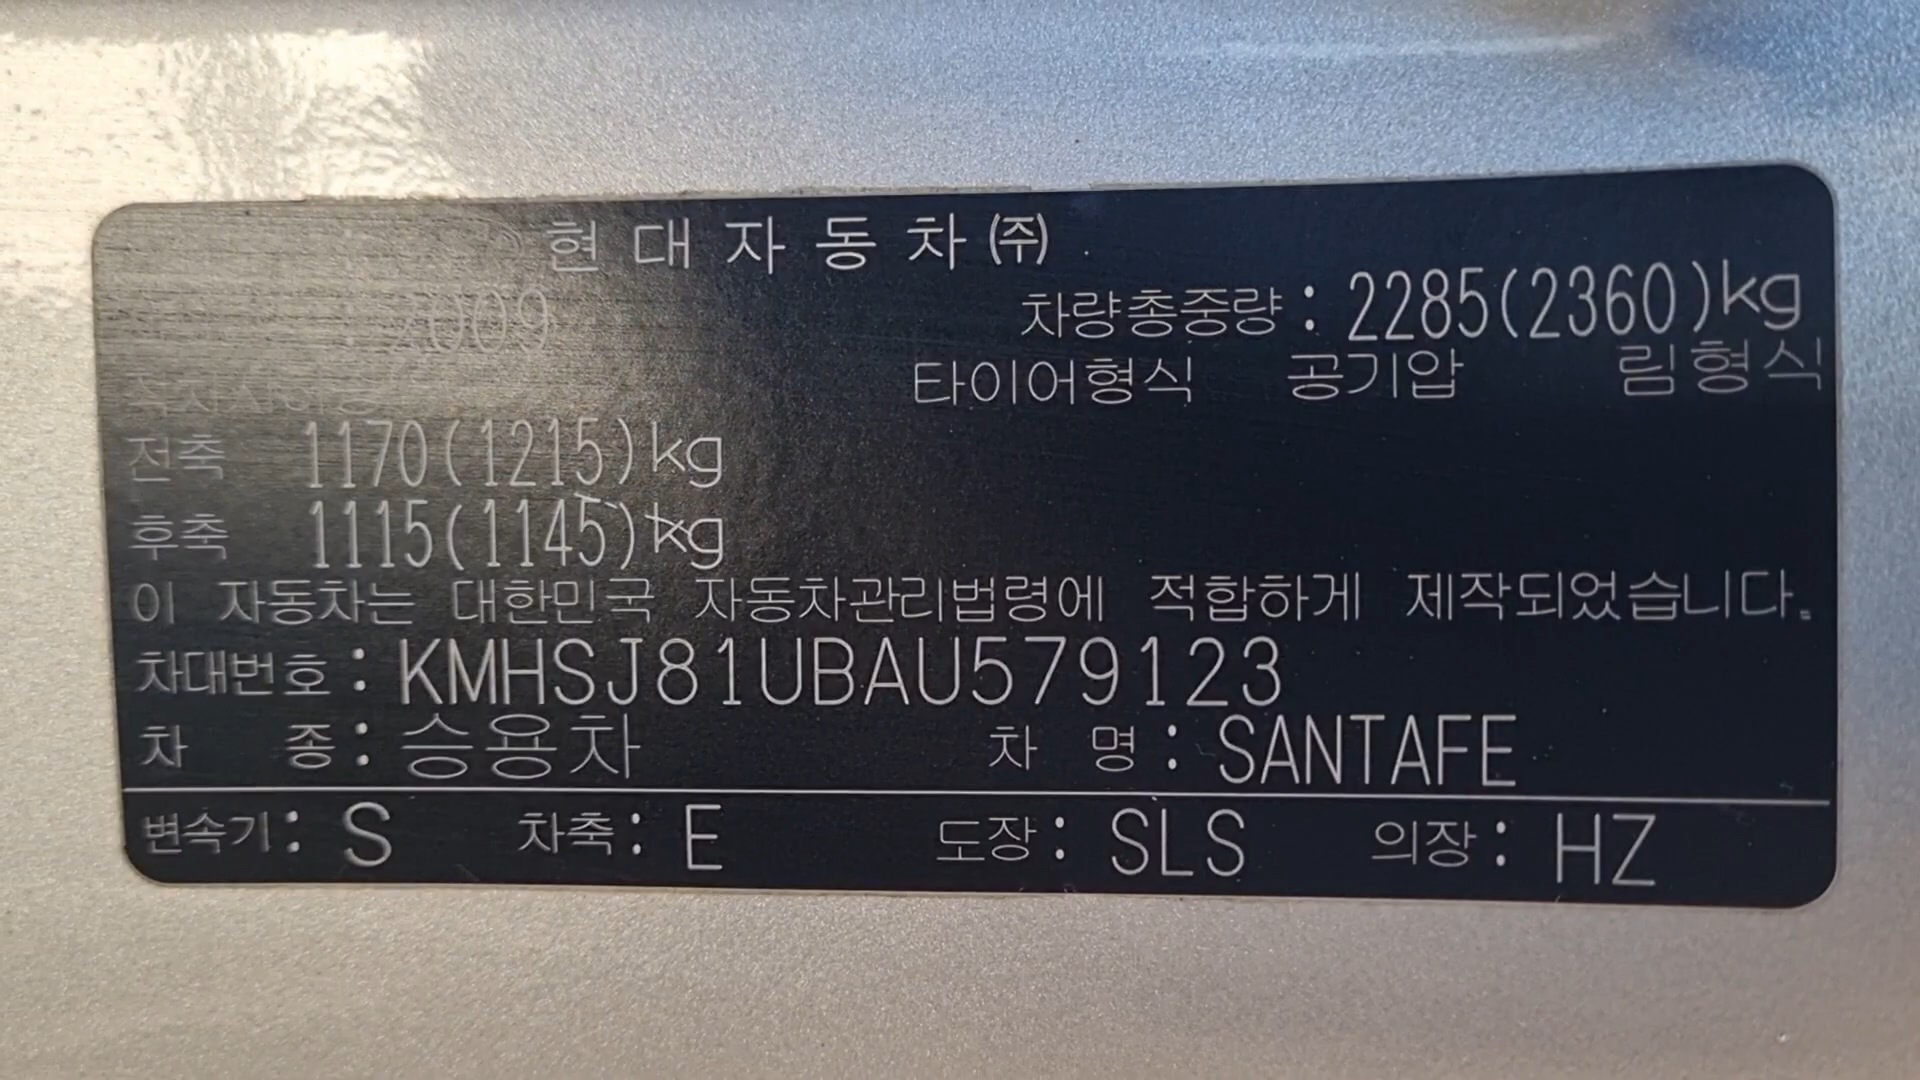 현대자동차㈜
: 2009 차량총중량 : 2285(2360)kg
타이어형식 공기압 림형식
전축 1170(1215)kg
후축 1115(1145)kg
이 자동차는 대한민국 자동차관리법령에 적합하게 제작되었습니다.
차대번호 : KMHSJ81UBAU579123
차 종 : 승용차 차 명 : SANTAFE
변속기 : S 차축 : E 도장 : SLS 의장 : HZ